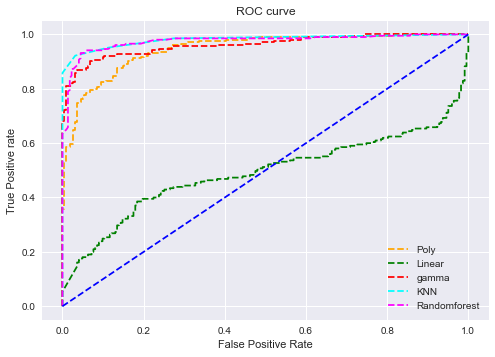 ROC curve
True Positive rate
1.0
0.8
0.6
0.4
0.2
0.0
Poly
Linear
gamma
KNN
Randomforest
0.0 0.2 0.4 0.6 0.8 1.0
False Positive Rate